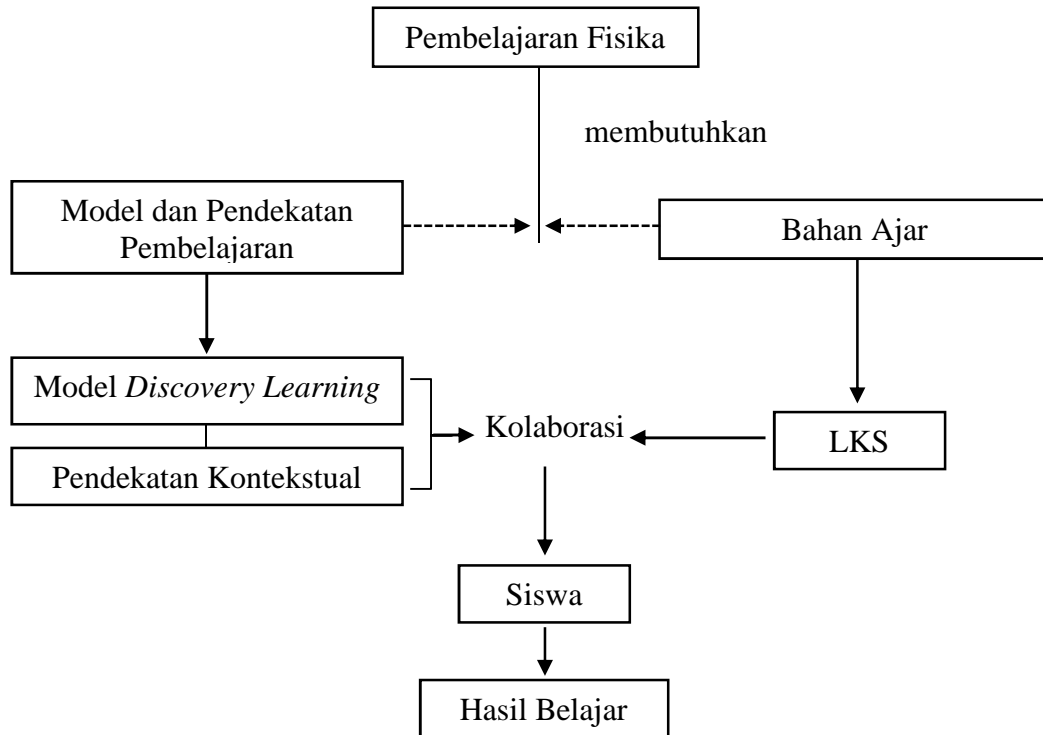 Pembelajaran Fisika
membutuhkan
Model dan Pendekatan
Pembelajaran
Bahan Ajar
Model Discovery Learning
Pendekatan Kontekstual
Kolaborasi
LKS
Siswa
Hasil Belajar